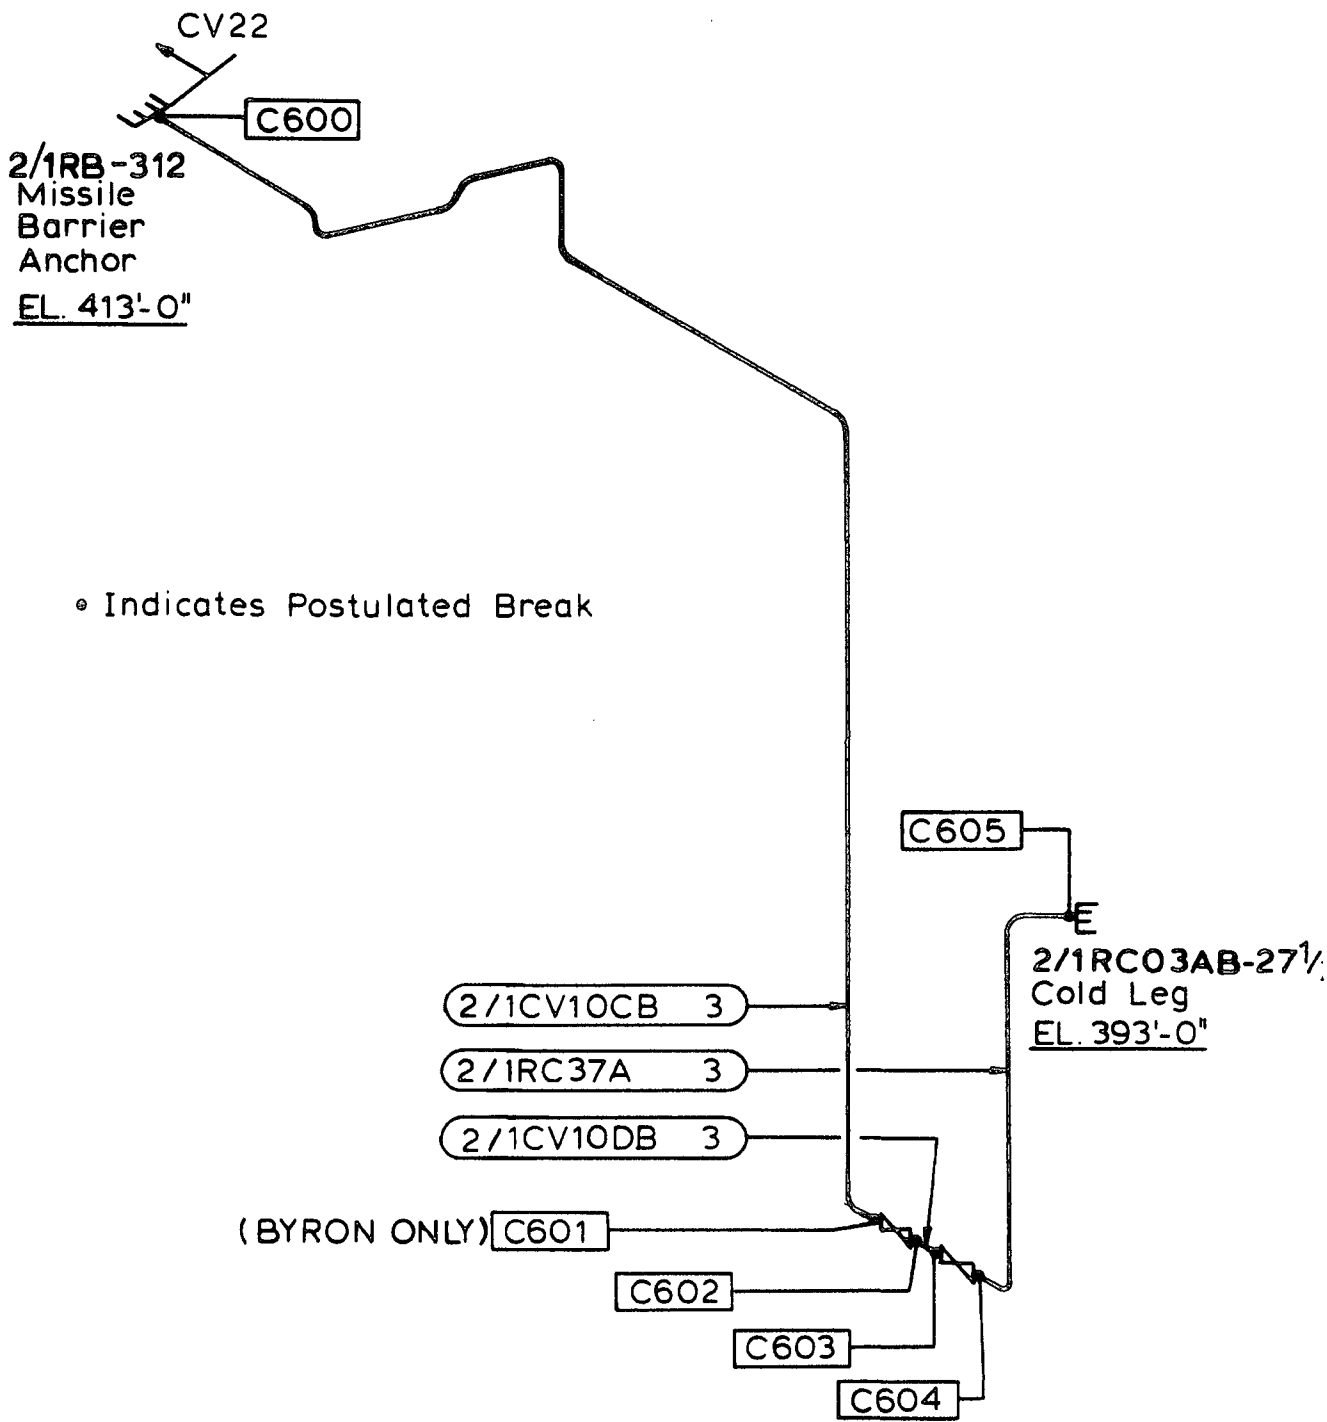 CV22
C600
2/1RB-312
Missile
Barrier
Anchor
EL. 413'-0"
Indicates Postulated Break
C605
2/1RC03AB-27 1/
Cold Leg
EL. 393'-0"
2/1CV10CB 3
2/1RC37A 3
2/1CV10DB 3
(BYRON ONLY) C601
C602
C603
C604